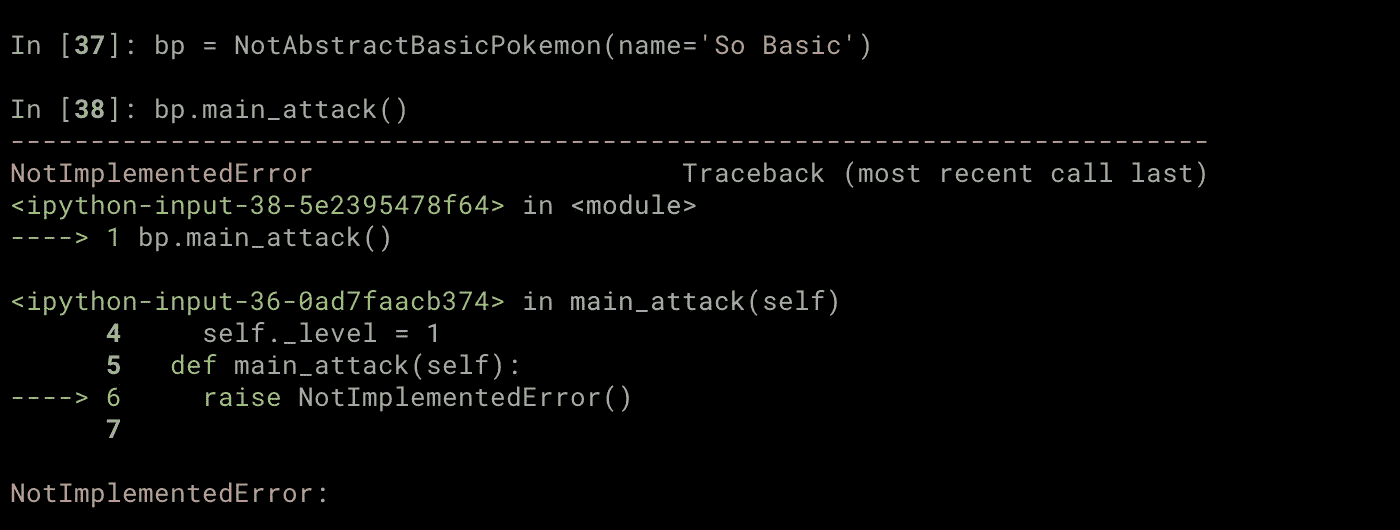 In [37]: bp = NotAbstractBasicPokemon(name='So Basic')
In [38]: bp.main_attack()
---------------------------------------------------------------------------
NotImplementedError                       Traceback (most recent call last)
<ipython-input-38-5e2395478f64> in <module>
----> 1 bp.main_attack()
<ipython-input-36-0ad7faacb374> in main_attack(self)
      4     self._level = 1
      5   def main_attack(self):
----> 6     raise NotImplementedError()
      7
NotImplementedError: